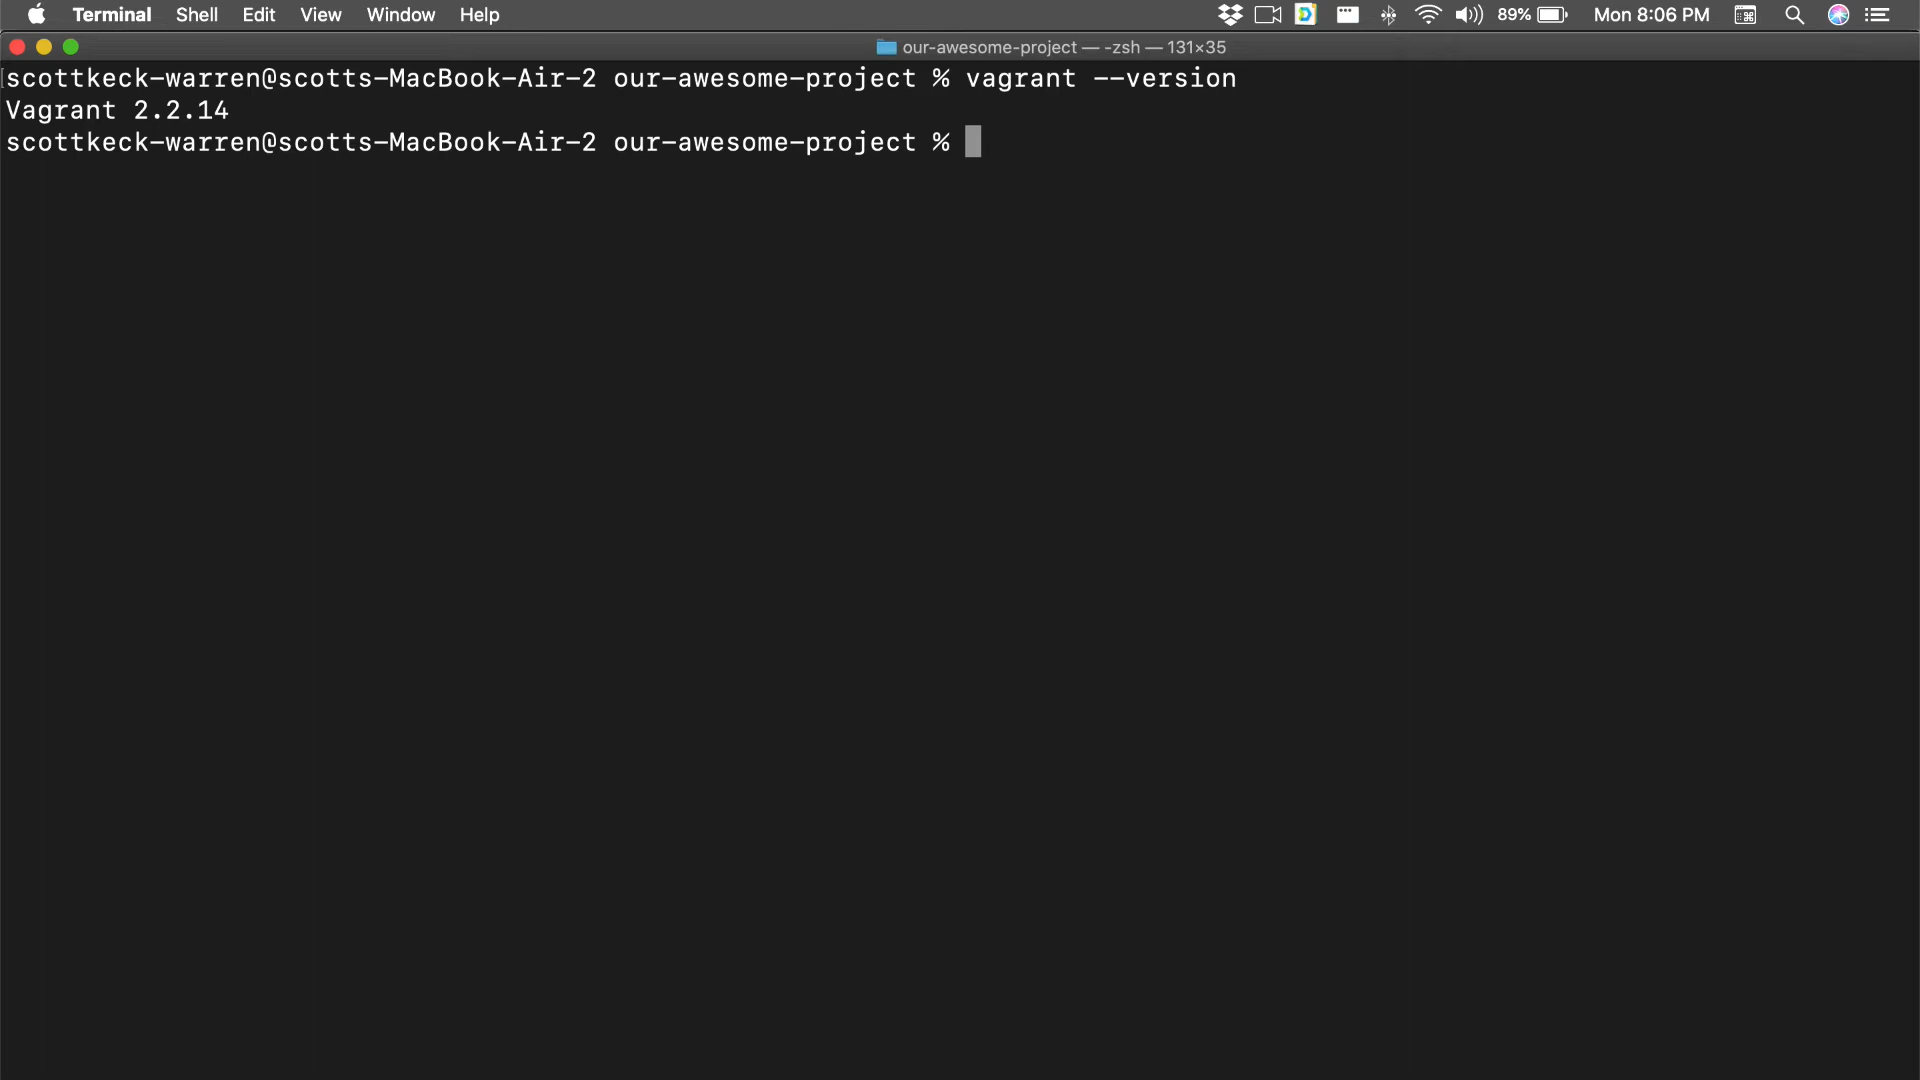 Terminal Shell Edit View Window Help 89% Mon 8:06 PM
our-awesome-project — -zsh — 131×35
scottkeck-warren@scotts-MacBook-Air-2 our-awesome-project % vagrant --version
Vagrant 2.2.14
scottkeck-warren@scotts-MacBook-Air-2 our-awesome-project %